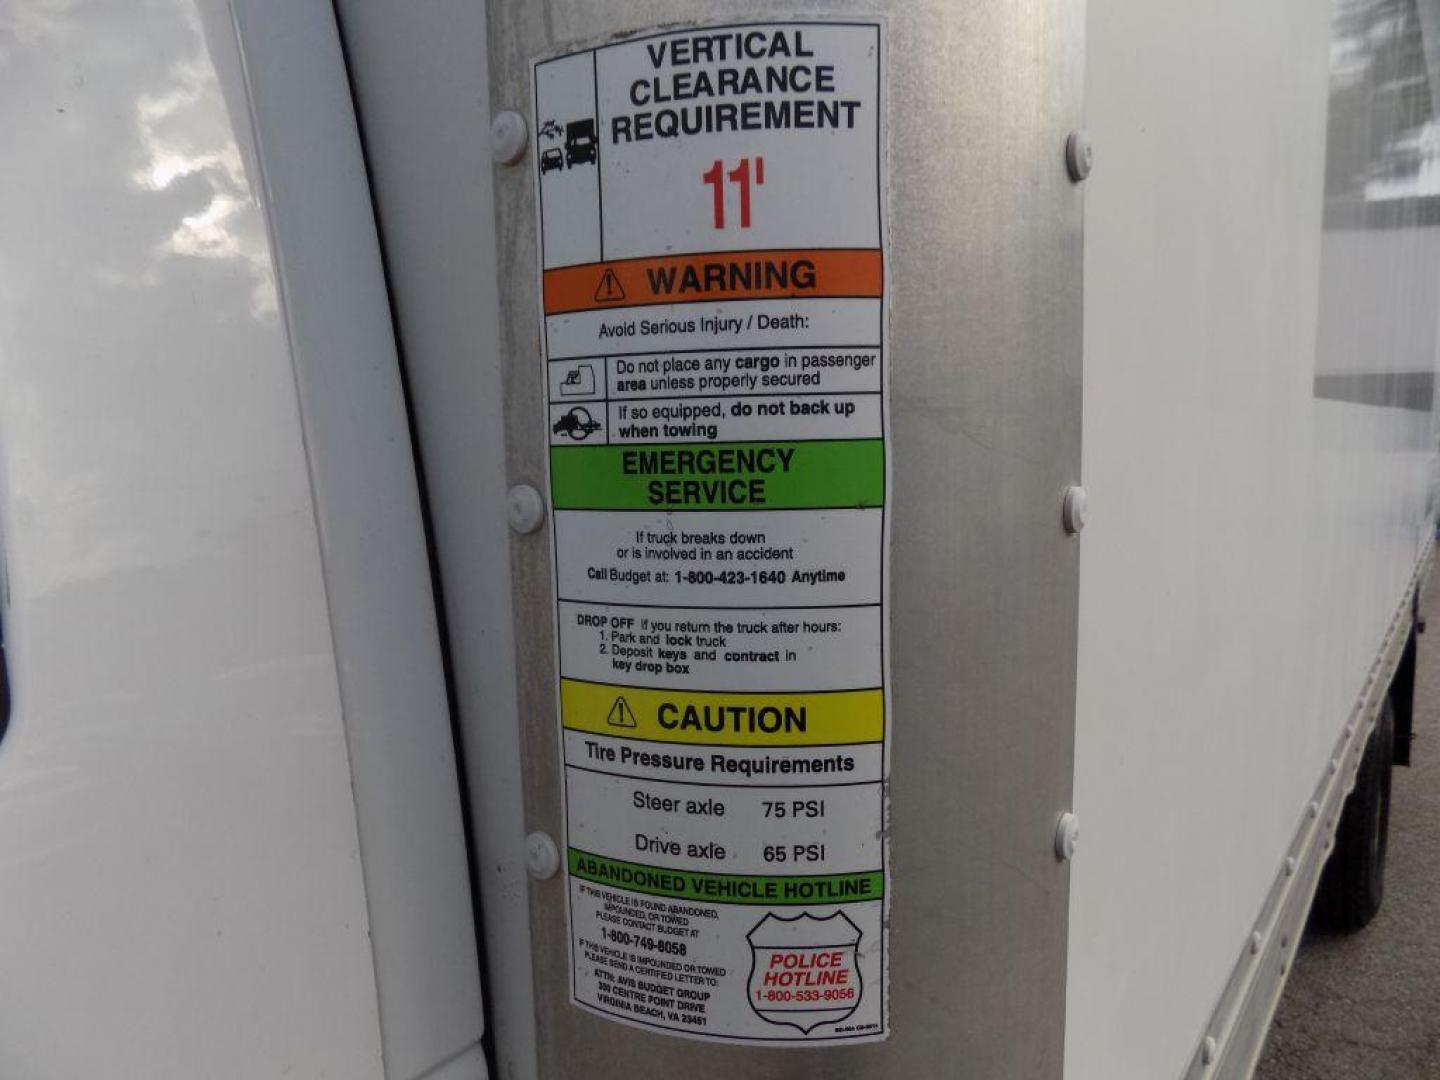 VERTICAL
CLEARANCE
REQUIREMENT
11'
WARNING
Avoid Serious Injury / Death:
Do not place any cargo in passenger
area unless properly secured
If so equipped, do not back up
when towing
EMERGENCY
SERVICE
If truck breaks down
or is involved in an accident
Call Budget at: 1-800-423-1640 Anytime
DROP OFF If you return the truck after hours:
1. Park and lock truck
2. Deposit keys and contract in
key drop box
CAUTION
Tire Pressure Requirements
Steer axle 75 PSI
Drive axle 65 PSI
ABANDONED VEHICLE HOTLINE
IF THIS VEHICLE IS FOUND ABANDONED,
IMPOUNDED, OR TOWED
PLEASE CONTACT BUDGET AT
1-800-749-8058
IF THIS VEHICLE IS IMPOUNDED OR TOWED
PLEASE SEND A CERTIFIED LETTER TO:
ATTN: AVIS BUDGET GROUP
300 CENTRE POINT DRIVE
VIRGINIA BEACH, VA 23451
POLICE
HOTLINE
1-800-533-9056